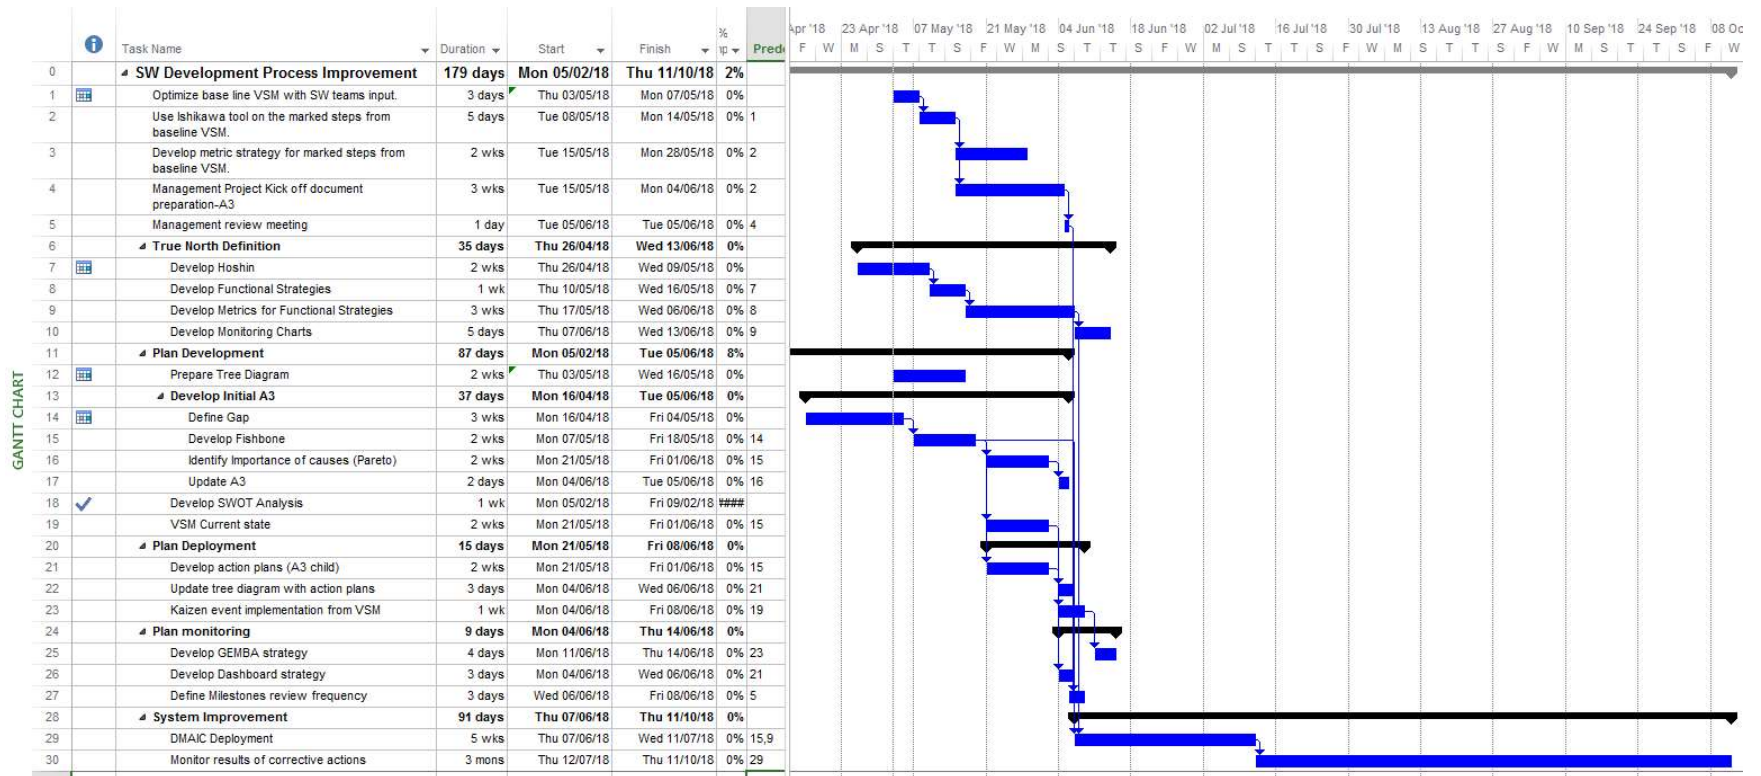 GANTT CHART
Task Name Duration Start Finish % Pred
Apr '18 23 Apr '18 07 May '18 21 May '18 04 Jun '18 18 Jun '18 02 Jul '18 16 Jul '18 30 Jul '18 13 Aug '18 27 Aug '18 10 Sep '18 24 Sep '18 08 Oc
F W M S T T S F W M S T T S F W M S T T S F W M S T T S F W M S T T S F W M S T T S F W
0 SW Development Process Improvement 179 days Mon 05/02/18 Thu 11/10/18 2%
1 Optimize base line VSM with SW teams input. 3 days Thu 03/05/18 Mon 07/05/18 0%
2 Use Ishikawa tool on the marked steps from 5 days Tue 08/05/18 Mon 14/05/18 0% 1
baseline VSM.
3 Develop metric strategy for marked steps from 2 wks Tue 15/05/18 Mon 28/05/18 0% 2
baseline VSM.
4 Management Project Kick off document 3 wks Tue 15/05/18 Mon 04/06/18 0% 2
preparation-A3
5 Management review meeting 1 day Tue 05/06/18 Tue 05/06/18 0% 4
6 True North Definition 35 days Thu 26/04/18 Wed 13/06/18 0%
7 Develop Hoshin 2 wks Thu 26/04/18 Wed 09/05/18 0%
8 Develop Functional Strategies 1 wk Thu 10/05/18 Wed 16/05/18 0% 7
9 Develop Metrics for Functional Strategies 3 wks Thu 17/05/18 Wed 06/06/18 0% 8
10 Develop Monitoring Charts 5 days Thu 07/06/18 Wed 13/06/18 0% 9
11 Plan Development 87 days Mon 05/02/18 Tue 05/06/18 8%
12 Prepare Tree Diagram 2 wks Thu 03/05/18 Wed 16/05/18 0%
13 Develop Initial A3 37 days Mon 16/04/18 Tue 05/06/18 0%
14 Define Gap 3 wks Mon 16/04/18 Fri 04/05/18 0%
15 Develop Fishbone 2 wks Mon 07/05/18 Fri 18/05/18 0% 14
16 Identify Importance of causes (Pareto) 2 wks Mon 21/05/18 Fri 01/06/18 0% 15
17 Update A3 2 days Mon 04/06/18 Tue 05/06/18 0% 16
18 Develop SWOT Analysis 1 wk Mon 05/02/18 Fri 09/02/18 ####
19 VSM Current state 2 wks Mon 21/05/18 Fri 01/06/18 0% 15
20 Plan Deployment 15 days Mon 21/05/18 Fri 08/06/18 0%
21 Develop action plans (A3 child) 2 wks Mon 21/05/18 Fri 01/06/18 0% 15
22 Update tree diagram with action plans 3 days Mon 04/06/18 Wed 06/06/18 0% 21
23 Kaizen event implementation from VSM 1 wk Mon 04/06/18 Fri 08/06/18 0% 19
24 Plan monitoring 9 days Mon 04/06/18 Thu 14/06/18 0%
25 Develop GEMBA strategy 4 days Mon 11/06/18 Thu 14/06/18 0% 23
26 Develop Dashboard strategy 3 days Mon 04/06/18 Wed 06/06/18 0% 21
27 Define Milestones review frequency 3 days Wed 06/06/18 Fri 08/06/18 0% 5
28 System Improvement 91 days Thu 07/06/18 Thu 11/10/18 0%
29 DMAIC Deployment 5 wks Thu 07/06/18 Wed 11/07/18 0% 15,9
30 Monitor results of corrective actions 3 mons Thu 12/07/18 Thu 11/10/18 0% 29